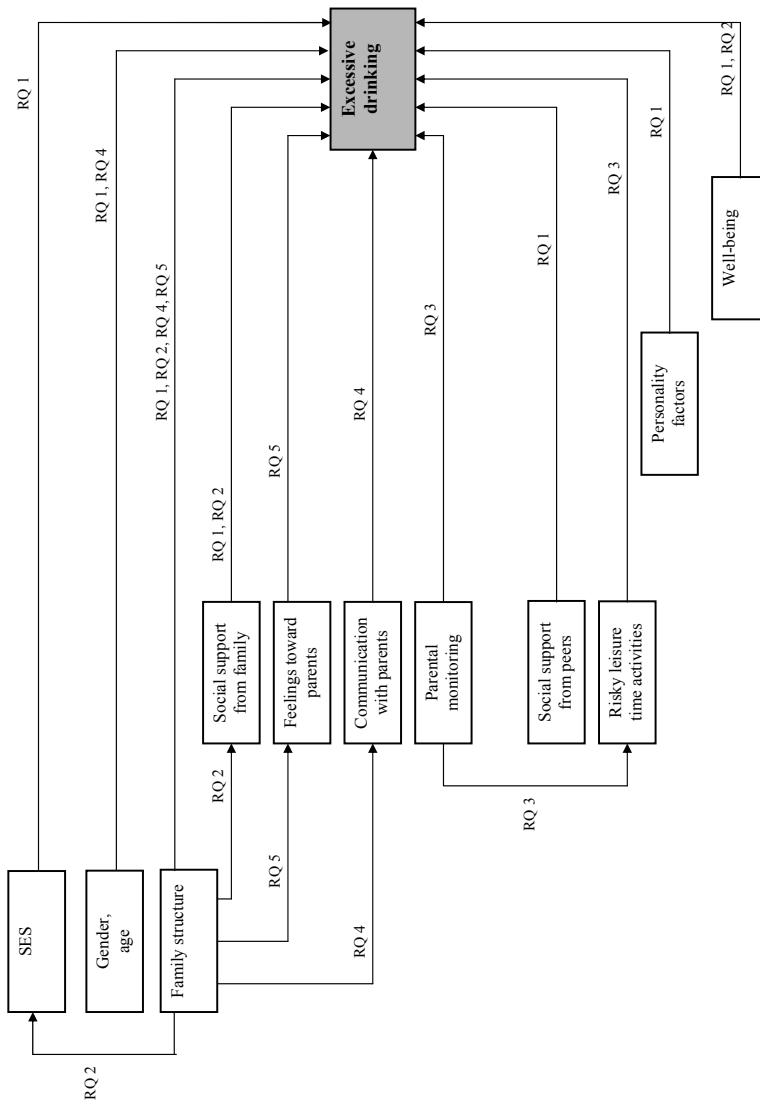 SES
Gender,
age
Family structure
Social support
from family
Feelings toward
parents
Communication
with parents
Parental
monitoring
Social support
from peers
Risky leisure
time activities
Personality
factors
Well-being
Excessive
drinking
RQ 2
RQ 2
RQ 5
RQ 4
RQ 3
RQ 1
RQ 1, RQ 4
RQ 1, RQ 2, RQ 4, RQ 5
RQ 1, RQ 2
RQ 5
RQ 4
RQ 3
RQ 1
RQ 3
RQ 1
RQ 1, RQ 2